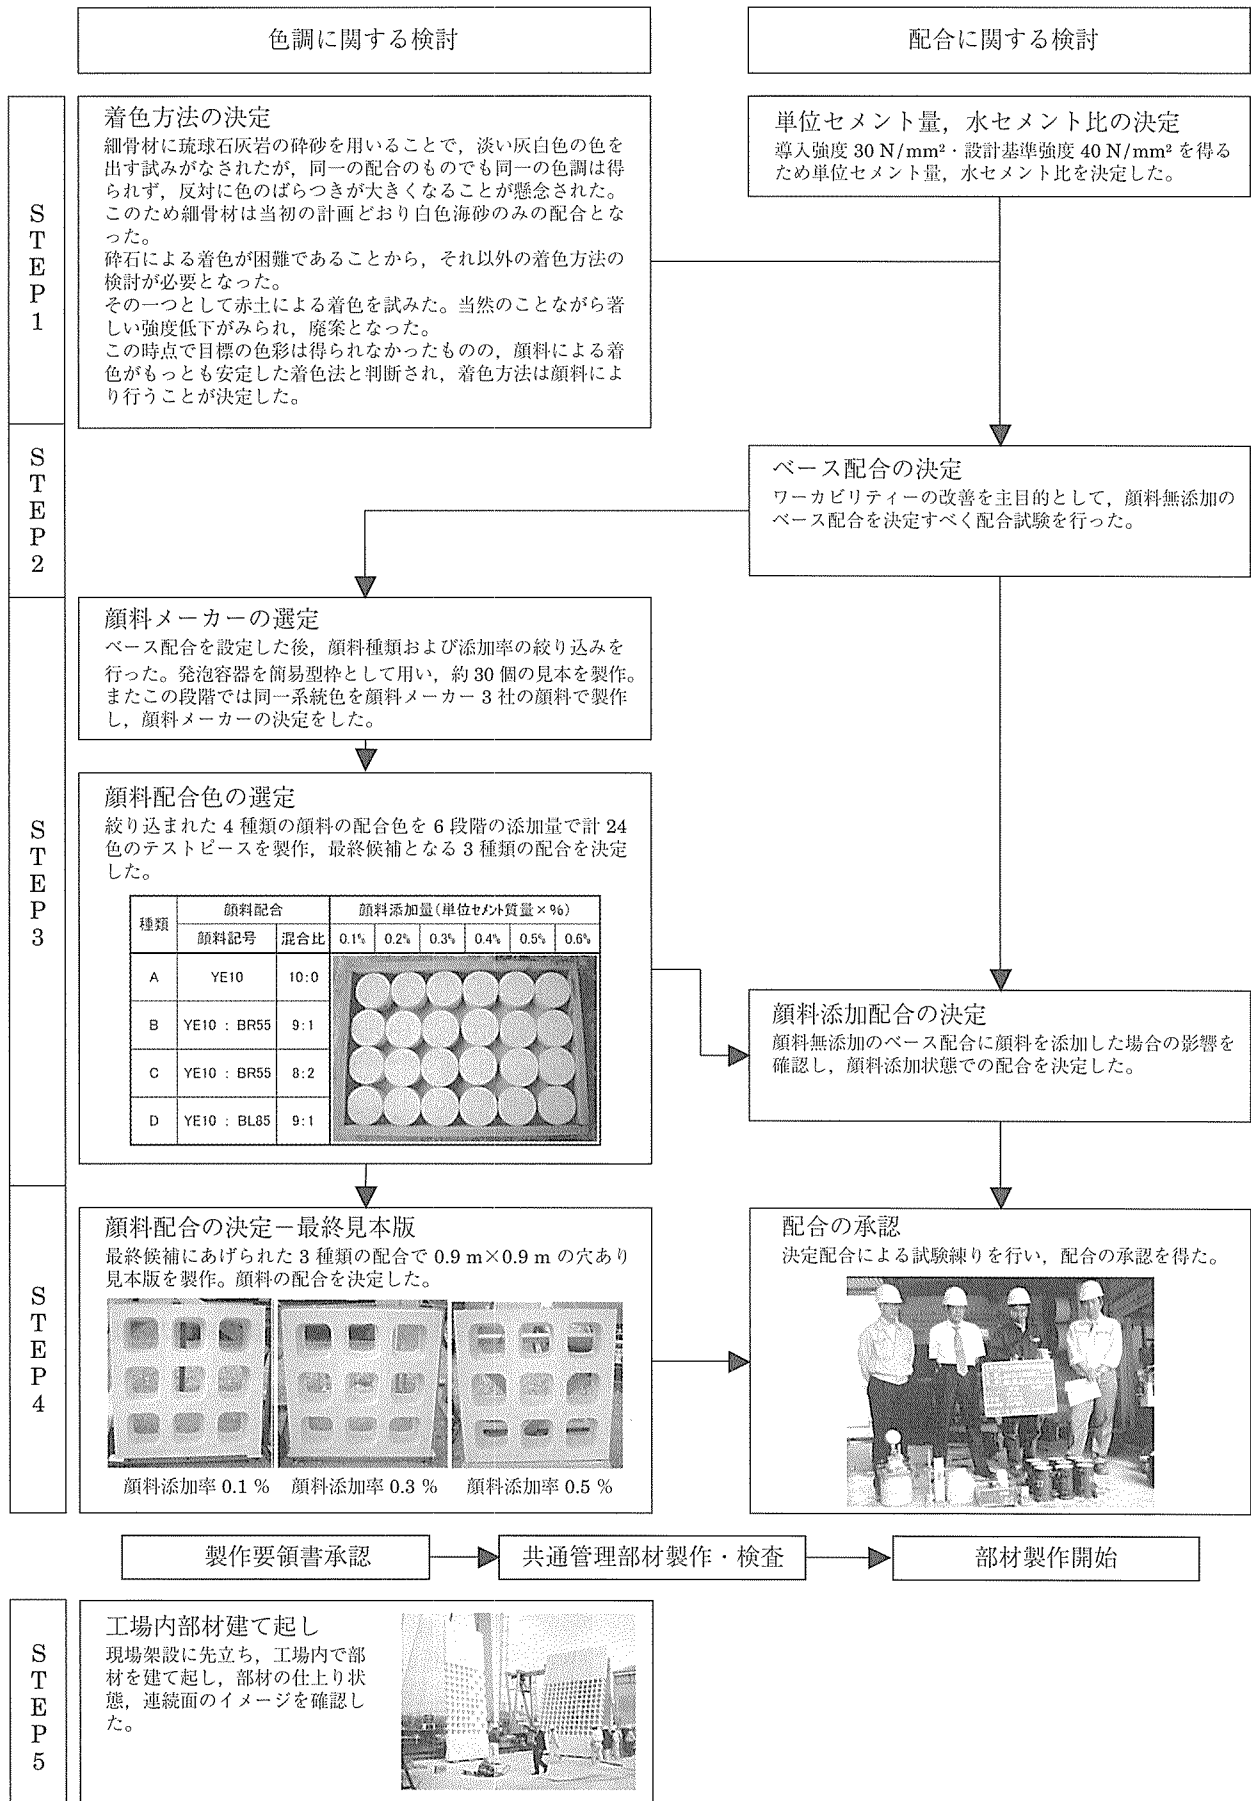 色調に関する検討
配合に関する検討
STEP1
着色方法の決定
細骨材に琉球石灰岩の砕砂を用いることで，淡い灰白色の色を
出す試みがなされたが，同一の配合のものでも同一の色調は得
られず，反対に色のばらつきが大きくなることが懸念された。
このため細骨材は当初の計画どおり白色海砂のみの配合とな
った。
砕石による着色が困難であることから，それ以外の着色方法の
検討が必要となった。
その一つとして赤土による着色を試みた。当然のことながら著
しい強度低下がみられ，廃案となった。
この時点で目標の色彩は得られなかったものの，顔料による着
色がもっとも安定した着色法と判断され，着色方法は顔料によ
り行うことが決定した。
単位セメント量，水セメント比の決定
導入強度 30 N/mm²・設計基準強度 40 N/mm² を得る
ため単位セメント量，水セメント比を決定した。
STEP2
ベース配合の決定
ワーカビリティーの改善を主目的として，顔料無添加の
ベース配合を決定すべく配合試験を行った。
STEP3
顔料メーカーの選定
ベース配合を設定した後，顔料種類および添加率の絞り込みを
行った。発泡容器を簡易型枠として用い，約 30 個の見本を製作。
またこの段階では同一系統色を顔料メーカー 3 社の顔料で製作
し，顔料メーカーの決定をした。
顔料配合色の選定
絞り込まれた 4 種類の顔料の配合色を 6 段階の添加量で計 24
色のテストピースを製作，最終候補となる 3 種類の配合を決定
した。
種類 顔料配合 顔料添加量(単位セメント質量×%)
顔料記号 混合比 0.1% 0.2% 0.3% 0.4% 0.5% 0.6%
A YE10 10:0
B YE10 : BR55 9:1
C YE10 : BR55 8:2
D YE10 : BL85 9:1
顔料添加配合の決定
顔料無添加のベース配合に顔料を添加した場合の影響を
確認し，顔料添加状態での配合を決定した。
STEP4
顔料配合の決定－最終見本版
最終候補にあげられた 3 種類の配合で 0.9 m×0.9 m の穴あり
見本版を製作。顔料の配合を決定した。
顔料添加率 0.1 % 顔料添加率 0.3 % 顔料添加率 0.5 %
配合の承認
決定配合による試験練りを行い，配合の承認を得た。
製作要領書承認 共通管理部材製作・検査 部材製作開始
STEP5
工場内部材建て起し
現場架設に先立ち，工場内で部
材を建て起し，部材の仕上り状
態，連続面のイメージを確認し
た。